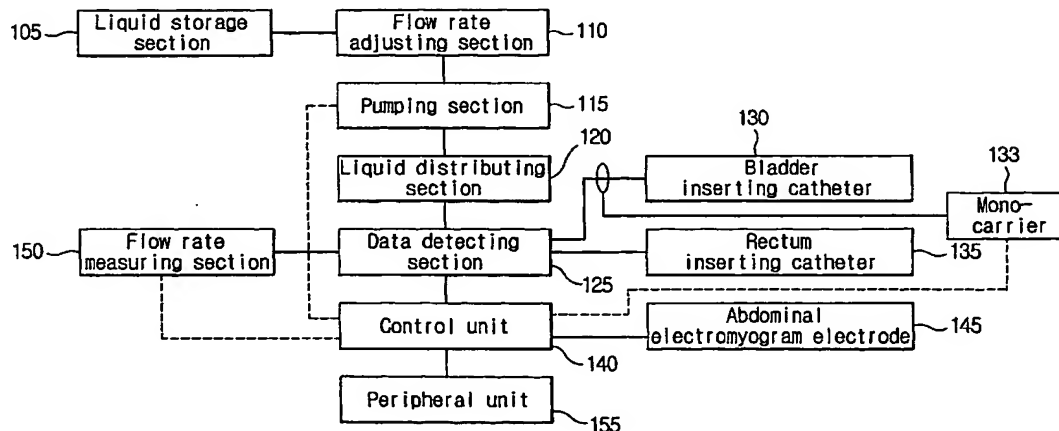 105
Liquid storage
section
Flow rate
adjusting section
110
Pumping section
115
Liquid distributing
section
120
130
Bladder
inserting catheter
133
Mono-
carrier
150
Flow rate
measuring section
Data detecting
section
125
Rectum
inserting catheter
135
Control unit
140
Abdominal
electromyogram electrode
145
Peripheral unit
155